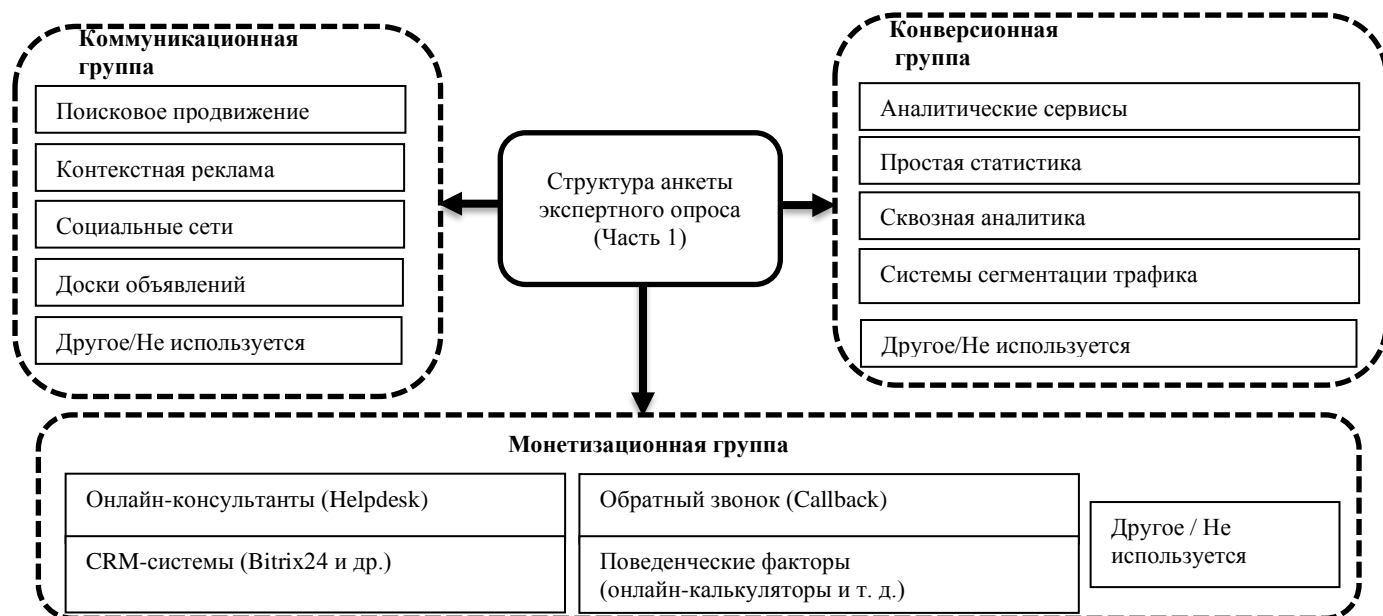 Коммуникационная
группа
Поисковое продвижение
Контекстная реклама
Социальные сети
Доски объявлений
Другое/Не используется
Структура анкеты
экспертного опроса
(Часть 1)
Конверсионная
группа
Аналитические сервисы
Простая статистика
Сквозная аналитика
Системы сегментации трафика
Другое/Не используется
Монетизационная группа
Онлайн-консультанты (Helpdesk)
CRM-системы (Bitrix24 и др.)
Обратный звонок (Callback)
Поведенческие факторы
(онлайн-калькуляторы и т. д.)
Другое / Не
используется